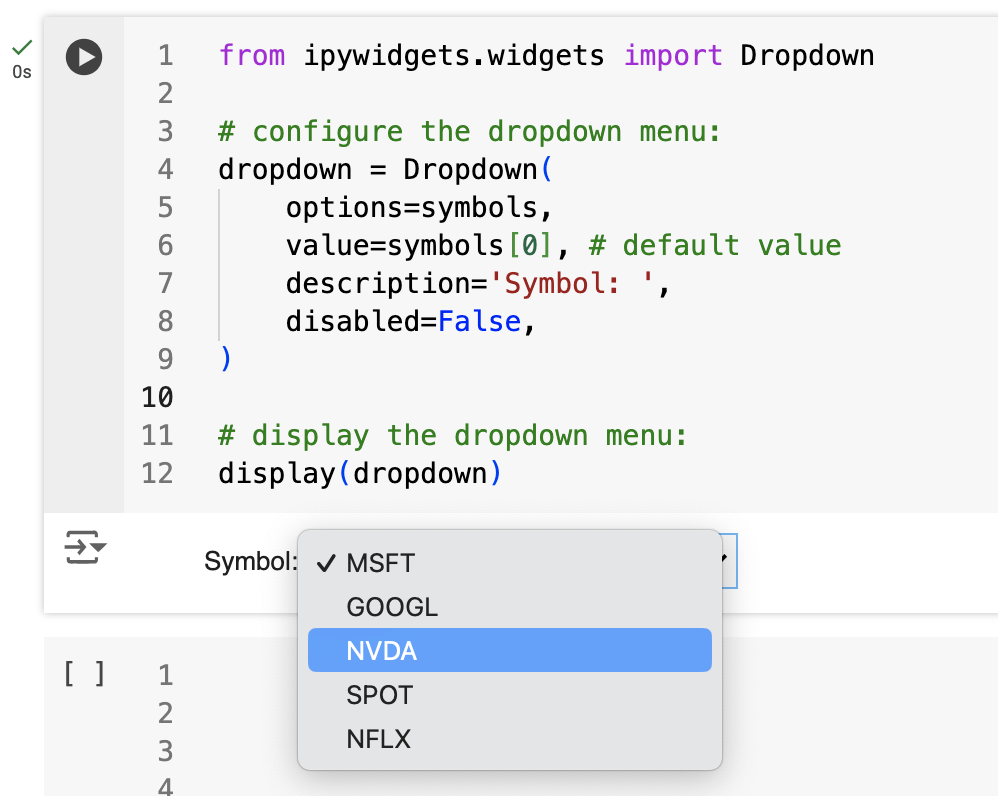 0s
1 from ipywidgets.widgets import Dropdown
2
3 # configure the dropdown menu:
4 dropdown = Dropdown(
5     options=symbols,
6     value=symbols[0], # default value
7     description='Symbol: ',
8     disabled=False,
9 )
10
11 # display the dropdown menu:
12 display(dropdown)
Symbol: ✓ MSFT
GOOGL
NVDA
SPOT
NFLX
[ ] 1
2
3
4